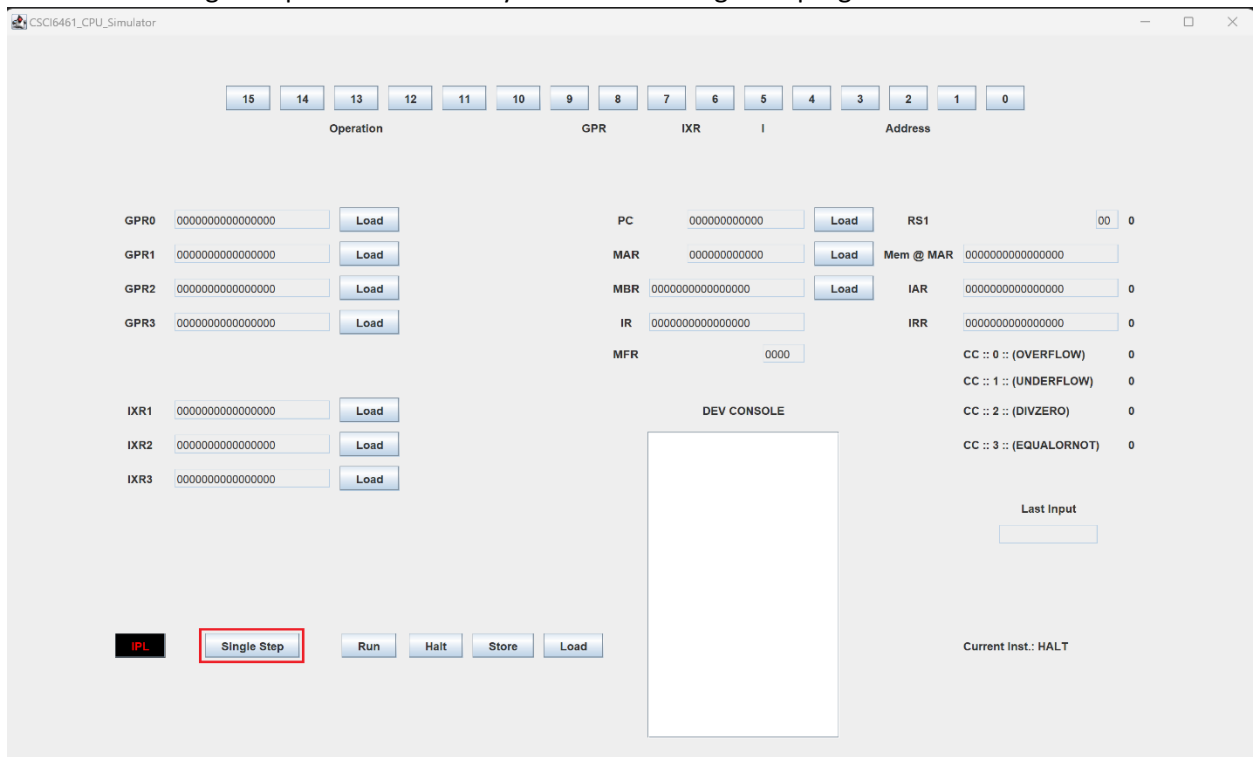 CSCI6461_CPU_Simulator
15 14 13 12 11 10 9 8 7 6 5 4 3 2 1 0
Operation GPR IXR I Address
GPR0 0000000000000000 Load PC 000000000000 Load RS1 00 0
GPR1 0000000000000000 Load MAR 000000000000 Load Mem @ MAR 0000000000000000
GPR2 0000000000000000 Load MBR 0000000000000000 Load IAR 0000000000000000 0
GPR3 0000000000000000 Load IR 0000000000000000 IRR 0000000000000000 0
MFR 0000 CC :: 0 :: (OVERFLOW) 0
CC :: 1 :: (UNDERFLOW) 0
IXR1 0000000000000000 Load DEV CONSOLE CC :: 2 :: (DIVZERO) 0
IXR2 0000000000000000 Load CC :: 3 :: (EQUALORNOT) 0
IXR3 0000000000000000 Load
Last Input
IPL Single Step Run Halt Store Load Current Inst.: HALT